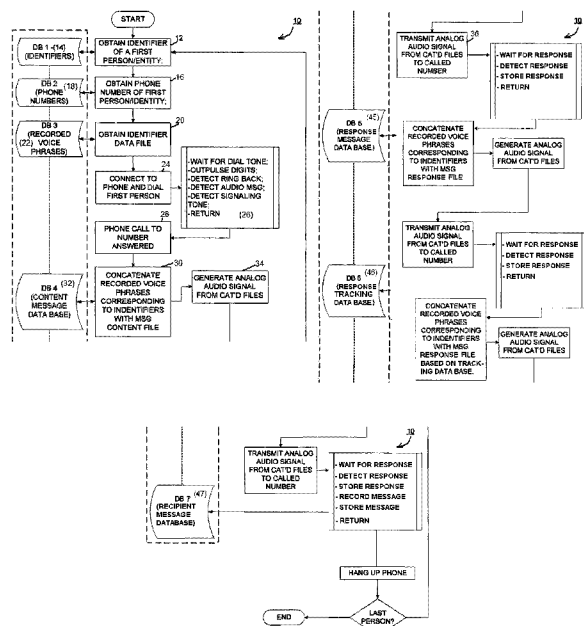 START
10
DB 1 -(14)
(IDENTIFIERS)
OBTAIN IDENTIFIER
OF A FIRST
PERSON/ENTITY;
12
DB 2 (18)
(PHONE
NUMBERS)
OBTAIN PHONE
NUMBER OF FIRST
PERSON/IDENTITY;
16
DB 3
(RECORDED
(22) VOICE
PHRASES)
OBTAIN IDENTIFIER
DATA FILE
20
CONNECT TO
PHONE AND DIAL
FIRST PERSON
24
- WAIT FOR DIAL TONE;
- OUTPULSE DIGITS;
- DETECT RING BACK;
- DETECT AUDIO MSG;
- DETECT SIGNALING
TONE;
- RETURN (26)
PHONE CALL TO
NUMBER
ANSWERED
28
DB 4 (32)
(CONTENT
MESSAGE
DATA BASE)
CONCATENATE
RECORDED VOICE
PHRASES
CORRESPONDING
TO INDENTIFIERS
WITH MSG
CONTENT FILE
30
GENERATE ANALOG
AUDIO SIGNAL
FROM CAT'D FILES
34
10
TRANSMIT ANALOG
AUDIO SIGNAL
FROM CAT'D FILES
TO CALLED
NUMBER
36
- WAIT FOR RESPONSE
- DETECT RESPONSE
- STORE RESPONSE
- RETURN
DB 5 (45)
(RESPONSE
MESSAGE
DATA BASE)
CONCATENATE
RECORDED VOICE
PHRASES
CORRESPONDING
TO INDENTIFIERS
WITH MSG
RESPONSE FILE
GENERATE ANALOG
AUDIO SIGNAL
FROM CAT'D FILES
TRANSMIT ANALOG
AUDIO SIGNAL
FROM CAT'D FILES
TO CALLED
NUMBER
- WAIT FOR RESPONSE
- DETECT RESPONSE
- STORE RESPONSE
- RETURN
DB 6 (46)
(RESPONSE
TRACKING
DATA BASE)
CONCATENATE
RECORDED VOICE
PHRASES
CORRESPONDING
TO INDENTIFIERS
WITH MSG
RESPONSE FILE
BASED ON TRACK-
ING DATA BASE.
GENERATE ANALOG
AUDIO SIGNAL
FROM CAT'D FILES
10
TRANSMIT ANALOG
AUDIO SIGNAL
FROM CAT'D FILES
TO CALLED
NUMBER
- WAIT FOR RESPONSE
- DETECT RESPONSE
- STORE RESPONSE
- RECORD MESSAGE
- STORE MESSAGE
- RETURN
DB 7 (47)
(RECIPIENT
MESSAGE
DATABASE)
HANG UP PHONE
END
LAST
PERSON?